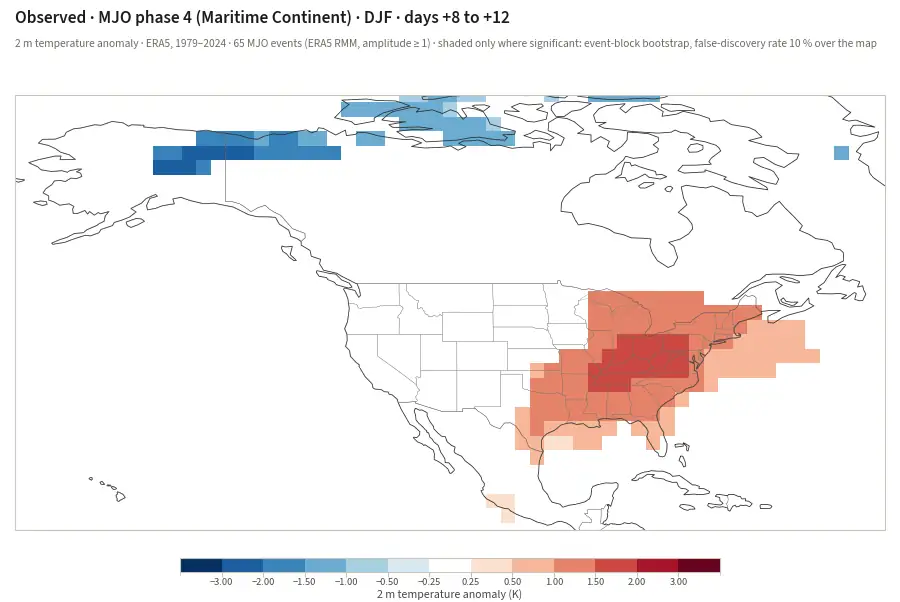 Observed · MJO phase 4 (Maritime Continent) · DJF · days +8 to +12
2 m temperature anomaly · ERA5, 1979–2024 · 65 MJO events (ERA5 RMM, amplitude ≥ 1) · shaded only where significant: event-block bootstrap, false-discovery rate 10 % over the map
−3.00 −2.00 −1.50 −1.00 −0.50 −0.25 0.25 0.50 1.00 1.50 2.00 3.00
2 m temperature anomaly (K)